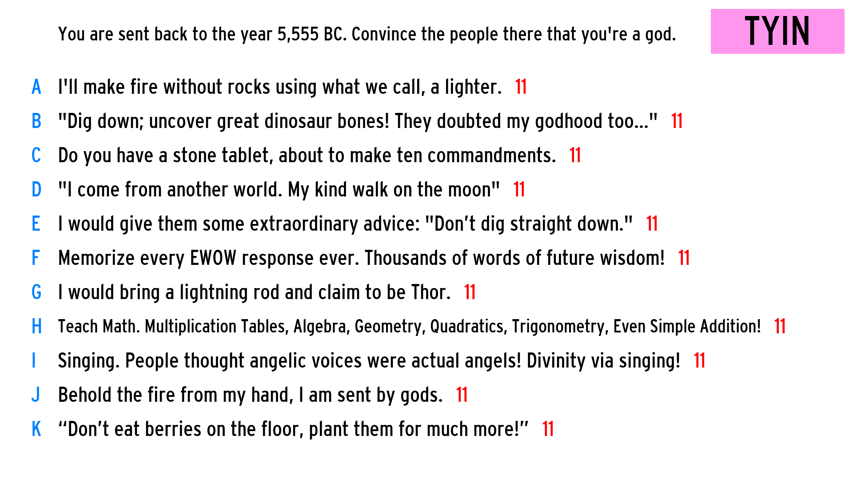 You are sent back to the year 5,555 BC. Convince the people there that you're a god.
TYIN
A I'll make fire without rocks using what we call, a lighter. 11
B "Dig down; uncover great dinosaur bones! They doubted my godhood too..." 11
C Do you have a stone tablet, about to make ten commandments. 11
D "I come from another world. My kind walk on the moon" 11
E I would give them some extraordinary advice: "Don’t dig straight down." 11
F Memorize every EWOW response ever. Thousands of words of future wisdom! 11
G I would bring a lightning rod and claim to be Thor. 11
H Teach Math. Multiplication Tables, Algebra, Geometry, Quadratics, Trigonometry, Even Simple Addition! 11
I Singing. People thought angelic voices were actual angels! Divinity via singing! 11
J Behold the fire from my hand, I am sent by gods. 11
K “Don’t eat berries on the floor, plant them for much more!” 11